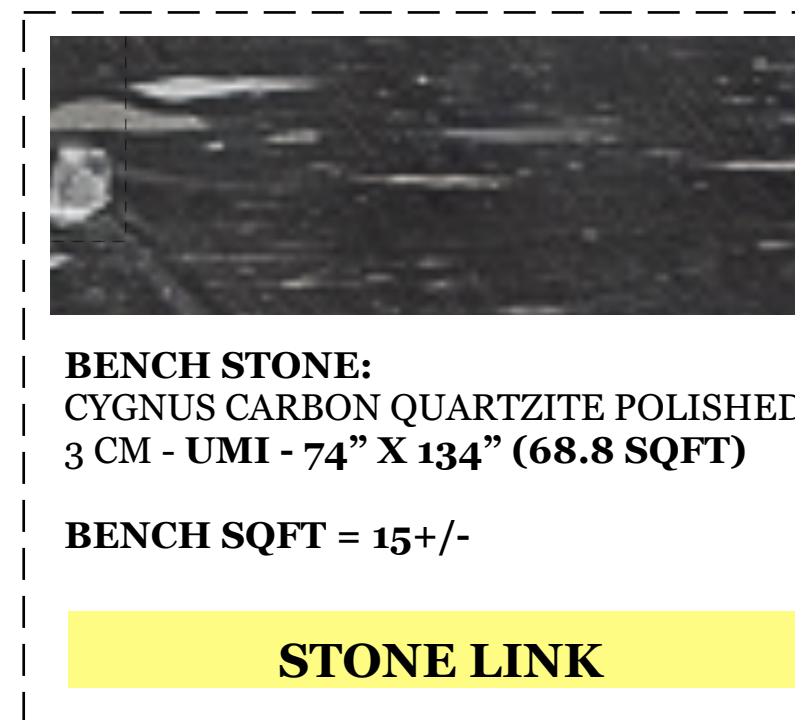 BENCH STONE:
CYGNUS CARBON QUARTZITE POLISHED
3 CM - UMI - 74” X 134” (68.8 SQFT)
BENCH SQFT = 15+/-
STONE LINK